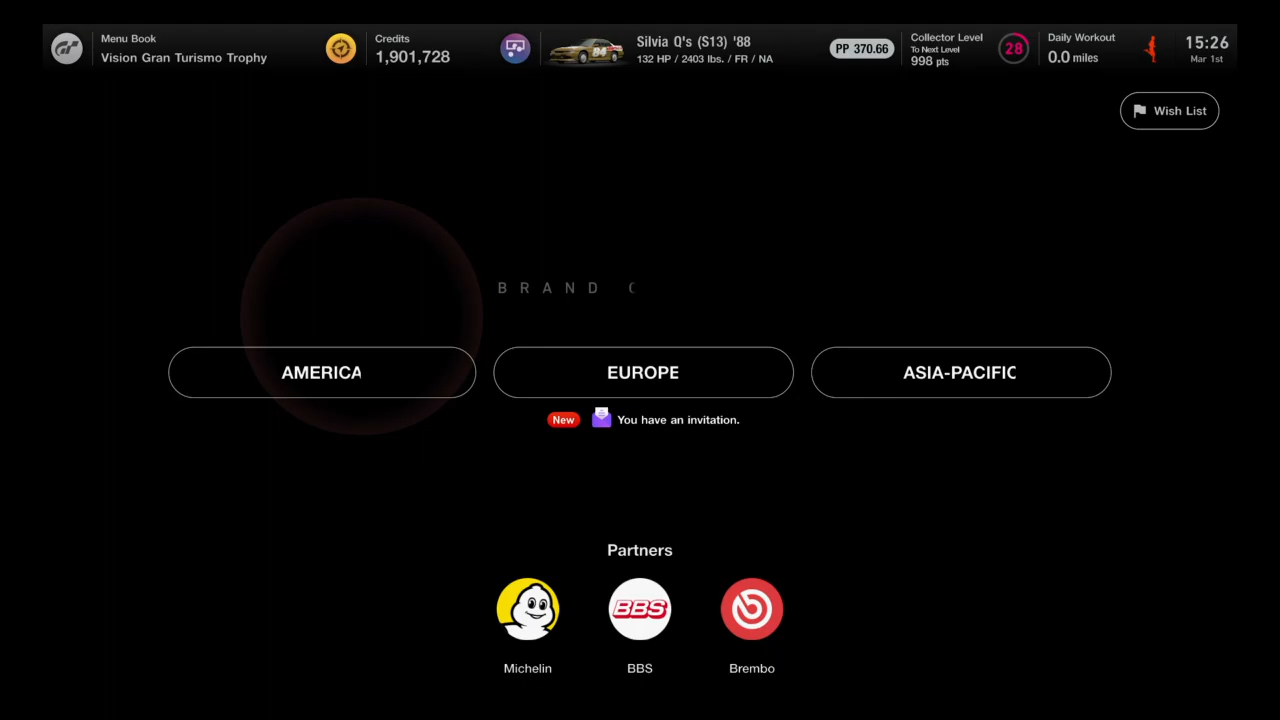 Menu Book
Vision Gran Turismo Trophy
Credits
1,901,728
84
Silvia Q's (S13) '88
132 HP / 2403 lbs. / FR / NA
PP 370.66
Collector Level
To Next Level
998 pts
28
Daily Workout
0.0 miles
15:26
Mar 1st
Wish List
BRAND
AMERICA
EUROPE
ASIA-PACIFIC
New
You have an invitation.
Partners
BBS
Michelin
BBS
Brembo